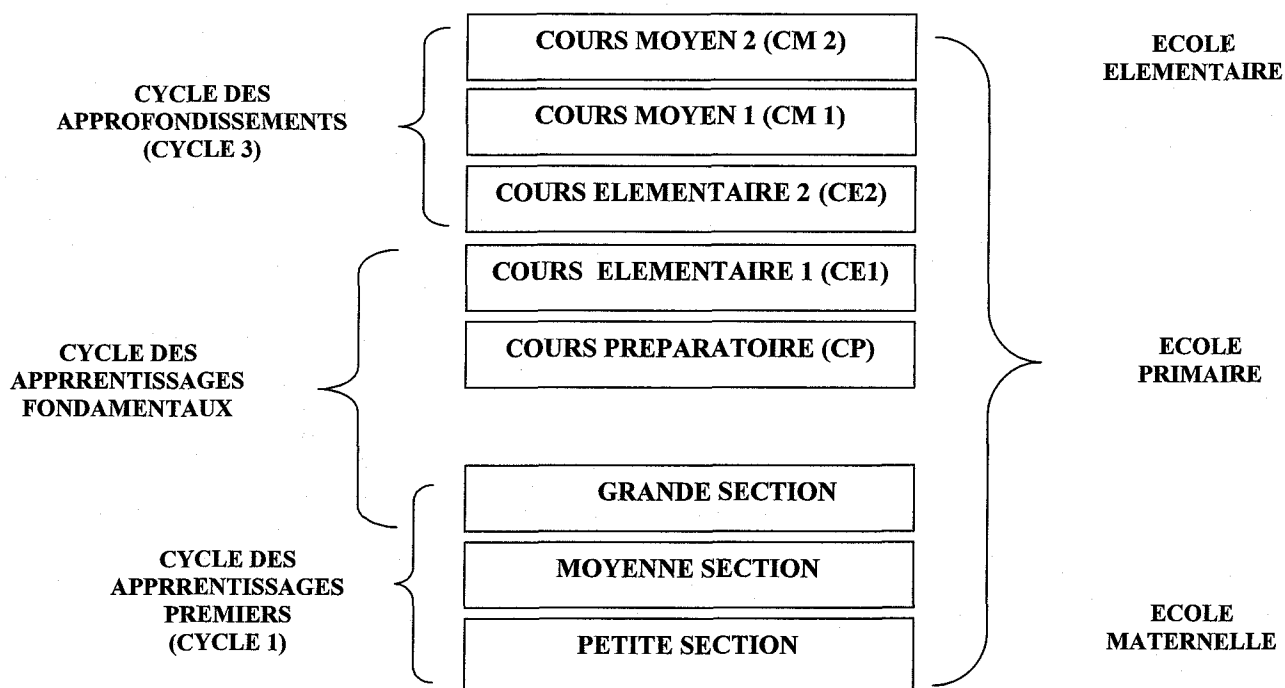 CYCLE DES
APPROFONDISSEMENTS
(CYCLE 3)
CYCLE DES
APPRRENTISSAGES
FONDAMENTAUX
CYCLE DES
APPRRENTISSAGES
PREMIERS
(CYCLE 1)
COURS MOYEN 2 (CM 2)
COURS MOYEN 1 (CM 1)
COURS ELEMENTAIRE 2 (CE2)
COURS ELEMENTAIRE 1 (CE1)
COURS PREPARATOIRE (CP)
GRANDE SECTION
MOYENNE SECTION
PETITE SECTION
ECOLE
ELEMENTAIRE
ECOLE
PRIMAIRE
ECOLE
MATERNELLE